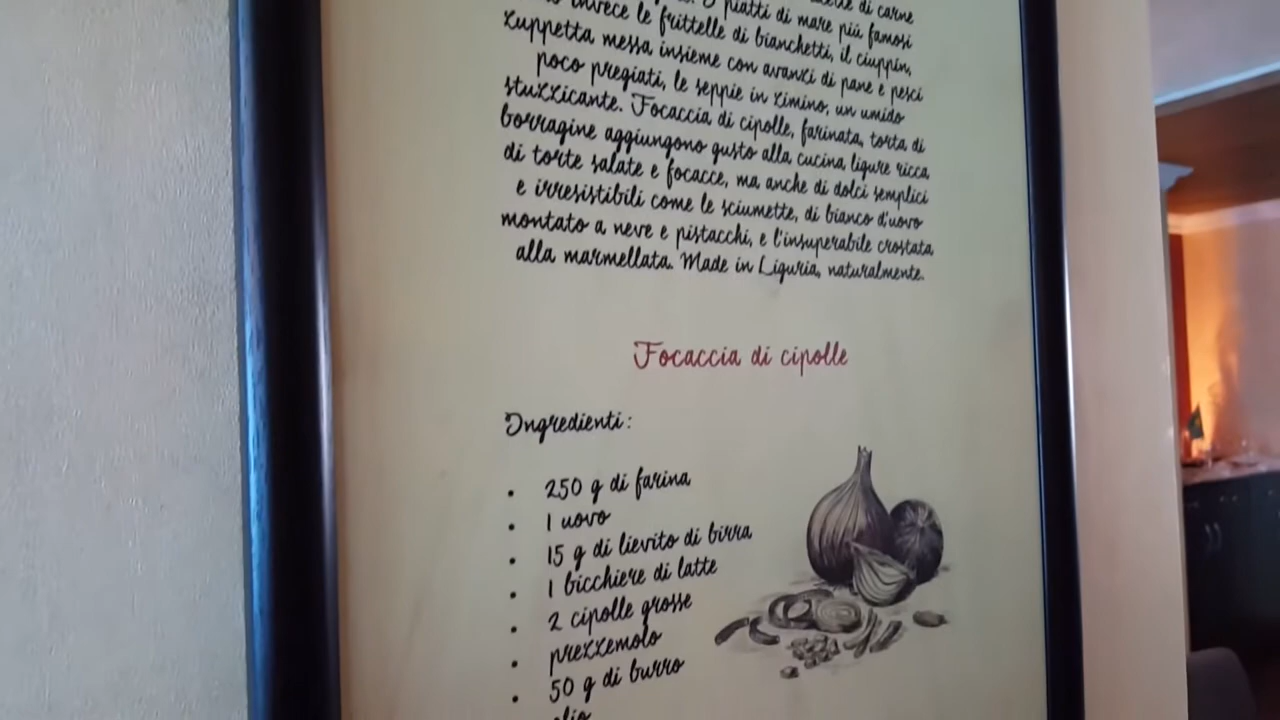 di carne
invece le frittelle di bianchetti, il ciuppin,
piatti di mare più famosi
zuppetta messa insieme con avanzi di pane e pesci
poco pregiati, le seppie in zimino, un umido
stuzzicante. Focaccia di cipolle, farinata, torta di
borragine aggiungono gusto alla cucina ligure ricca
di torte salate e focacce, ma anche di dolci semplici
e irresistibili come le sciumette, di bianco d'uovo
montato a neve e pistacchi, e l'insuperabile crostata
alla marmellata. Made in Liguria, naturalmente.
Focaccia di cipolle
Ingredienti:
• 250 g di farina
• 1 uovo
• 15 g di lievito di birra
• 1 bicchiere di latte
• 2 cipolle grosse
• prezzemolo
• 50 g di burro
olio